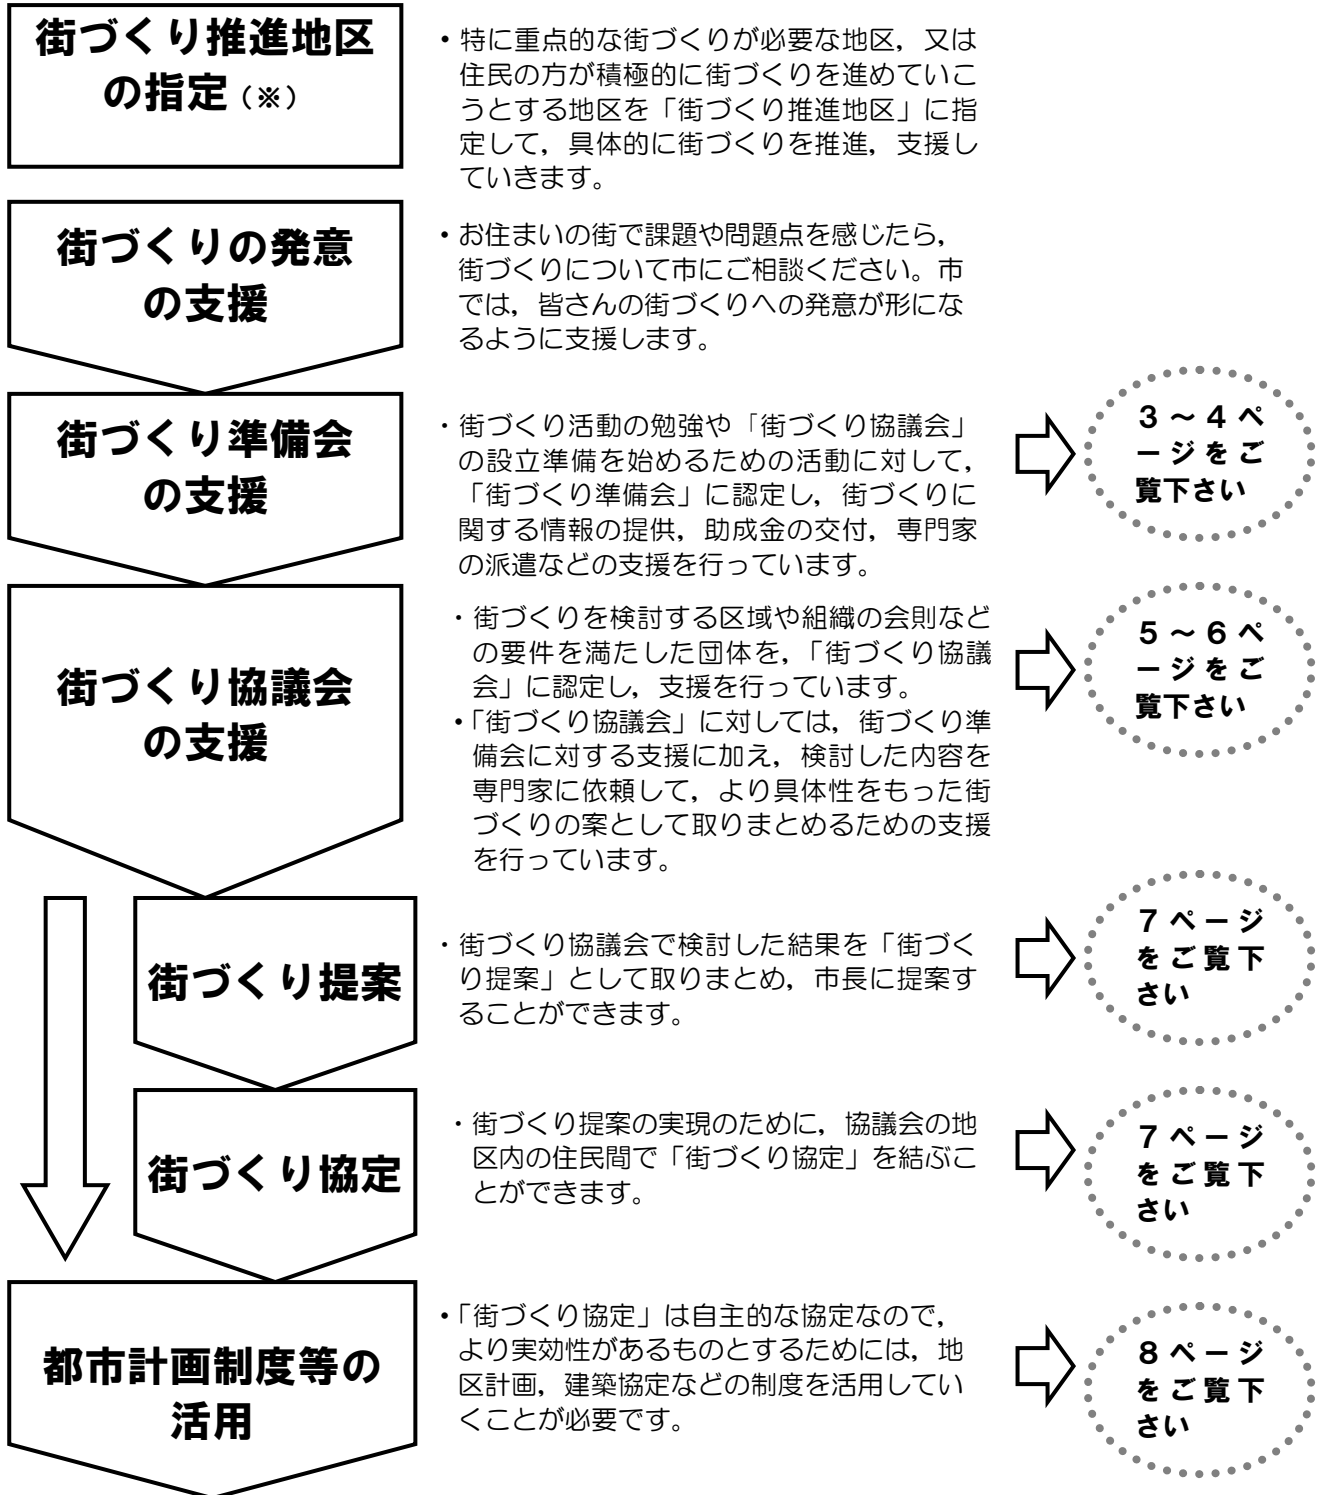 街づくり推進地区
の指定（※）
・特に重点的な街づくりが必要な地区，又は
住民の方が積極的に街づくりを進めていこ
うとする地区を「街づくり推進地区」に指
定して，具体的に街づくりを推進，支援し
ていきます。
街づくりの発意
の支援
・お住まいの街で課題や問題点を感じたら，
街づくりについて市にご相談ください。市
では，皆さんの街づくりへの発意が形にな
るように支援します。
街づくり準備会
の支援
・街づくり活動の勉強や「街づくり協議会」
の設立準備を始めるための活動に対して，
「街づくり準備会」に認定し，街づくりに
関する情報の提供，助成金の交付，専門家
の派遣などの支援を行っています。
３～４ペ
ージをご
覧下さい
街づくり協議会
の支援
・街づくりを検討する区域や組織の会則など
の要件を満たした団体を，「街づくり協議
会」に認定し，支援を行っています。
・「街づくり協議会」に対しては，街づくり準
備会に対する支援に加え，検討した内容を
専門家に依頼して，より具体性をもった街
づくりの案として取りまとめるための支援
を行っています。
５～６ペ
ージをご
覧下さい
街づくり提案
・街づくり協議会で検討した結果を「街づく
り提案」として取りまとめ，市長に提案す
ることができます。
７ページ
をご覧下
さい
街づくり協定
・街づくり提案の実現のために，協議会の地
区内の住民間で「街づくり協定」を結ぶこ
とができます。
７ページ
をご覧下
さい
都市計画制度等の
活用
・「街づくり協定」は自主的な協定なので，
より実効性があるものとするためには，地
区計画，建築協定などの制度を活用してい
くことが必要です。
８ページ
をご覧下
さい